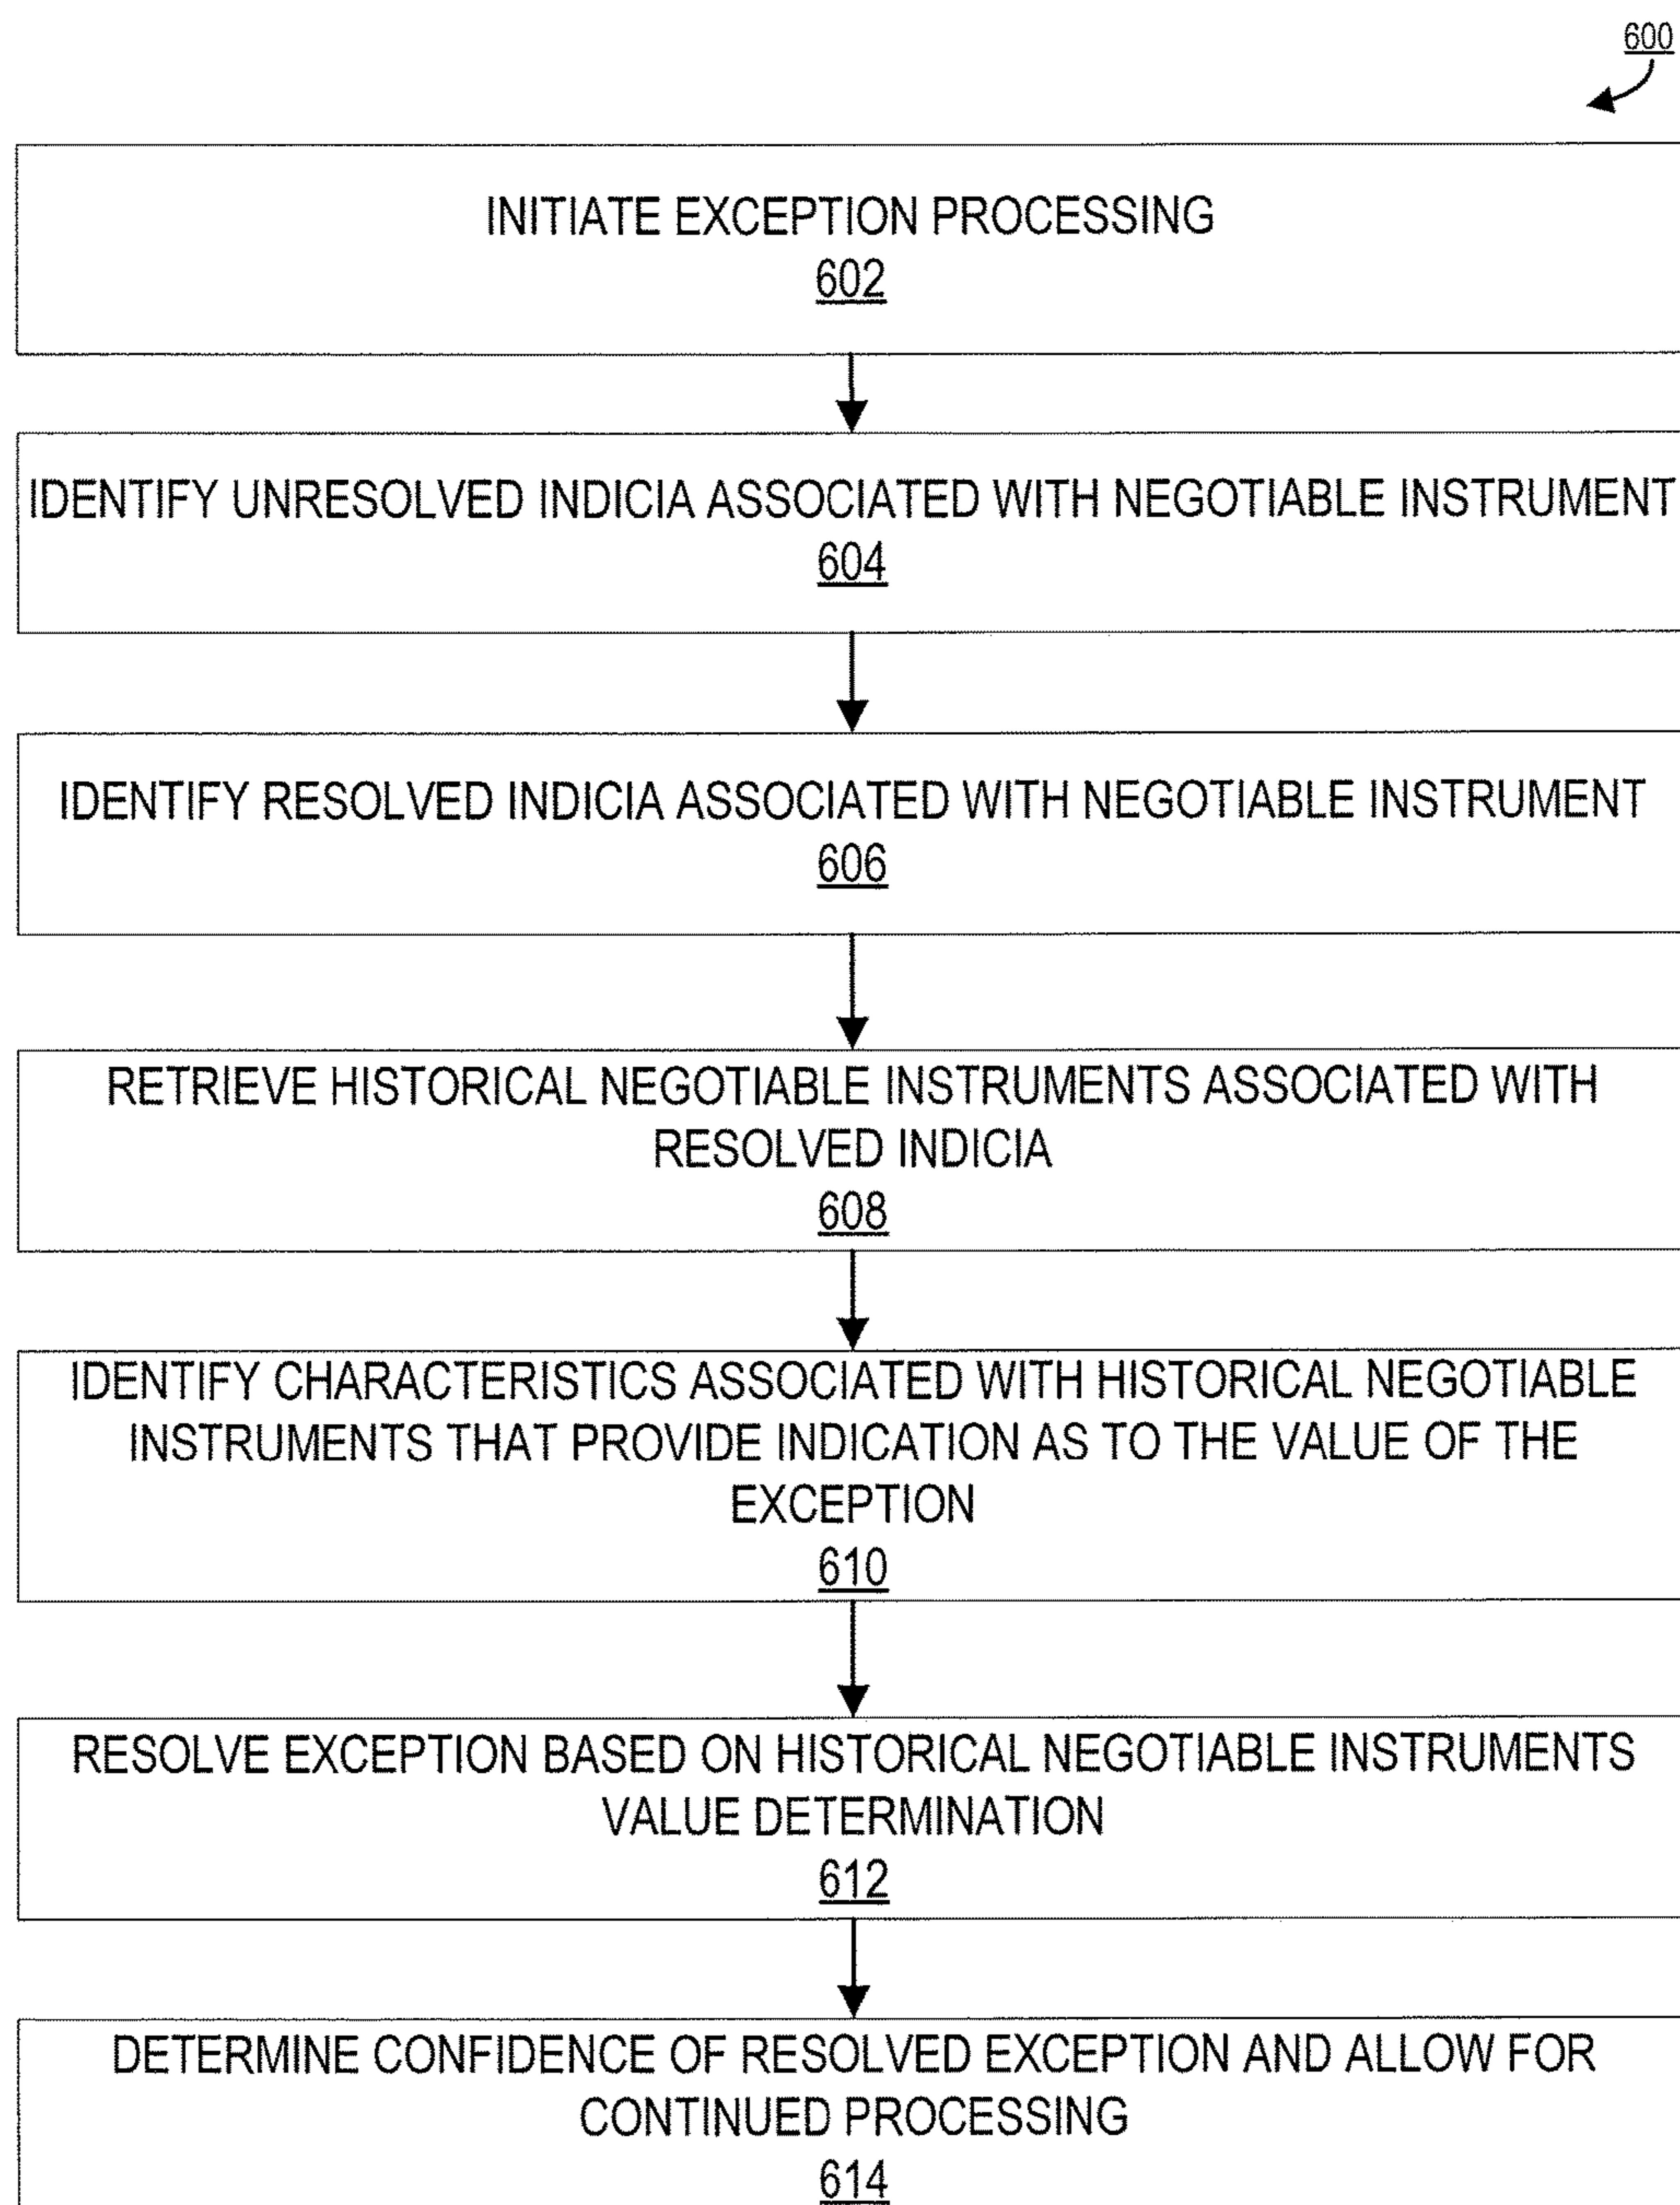 600
INITIATE EXCEPTION PROCESSING
602
IDENTIFY UNRESOLVED INDICIA ASSOCIATED WITH NEGOTIABLE INSTRUMENT
604
IDENTIFY RESOLVED INDICIA ASSOCIATED WITH NEGOTIABLE INSTRUMENT
606
RETRIEVE HISTORICAL NEGOTIABLE INSTRUMENTS ASSOCIATED WITH
RESOLVED INDICIA
608
IDENTIFY CHARACTERISTICS ASSOCIATED WITH HISTORICAL NEGOTIABLE
INSTRUMENTS THAT PROVIDE INDICATION AS TO THE VALUE OF THE
EXCEPTION
610
RESOLVE EXCEPTION BASED ON HISTORICAL NEGOTIABLE INSTRUMENTS
VALUE DETERMINATION
612
DETERMINE CONFIDENCE OF RESOLVED EXCEPTION AND ALLOW FOR
CONTINUED PROCESSING
614